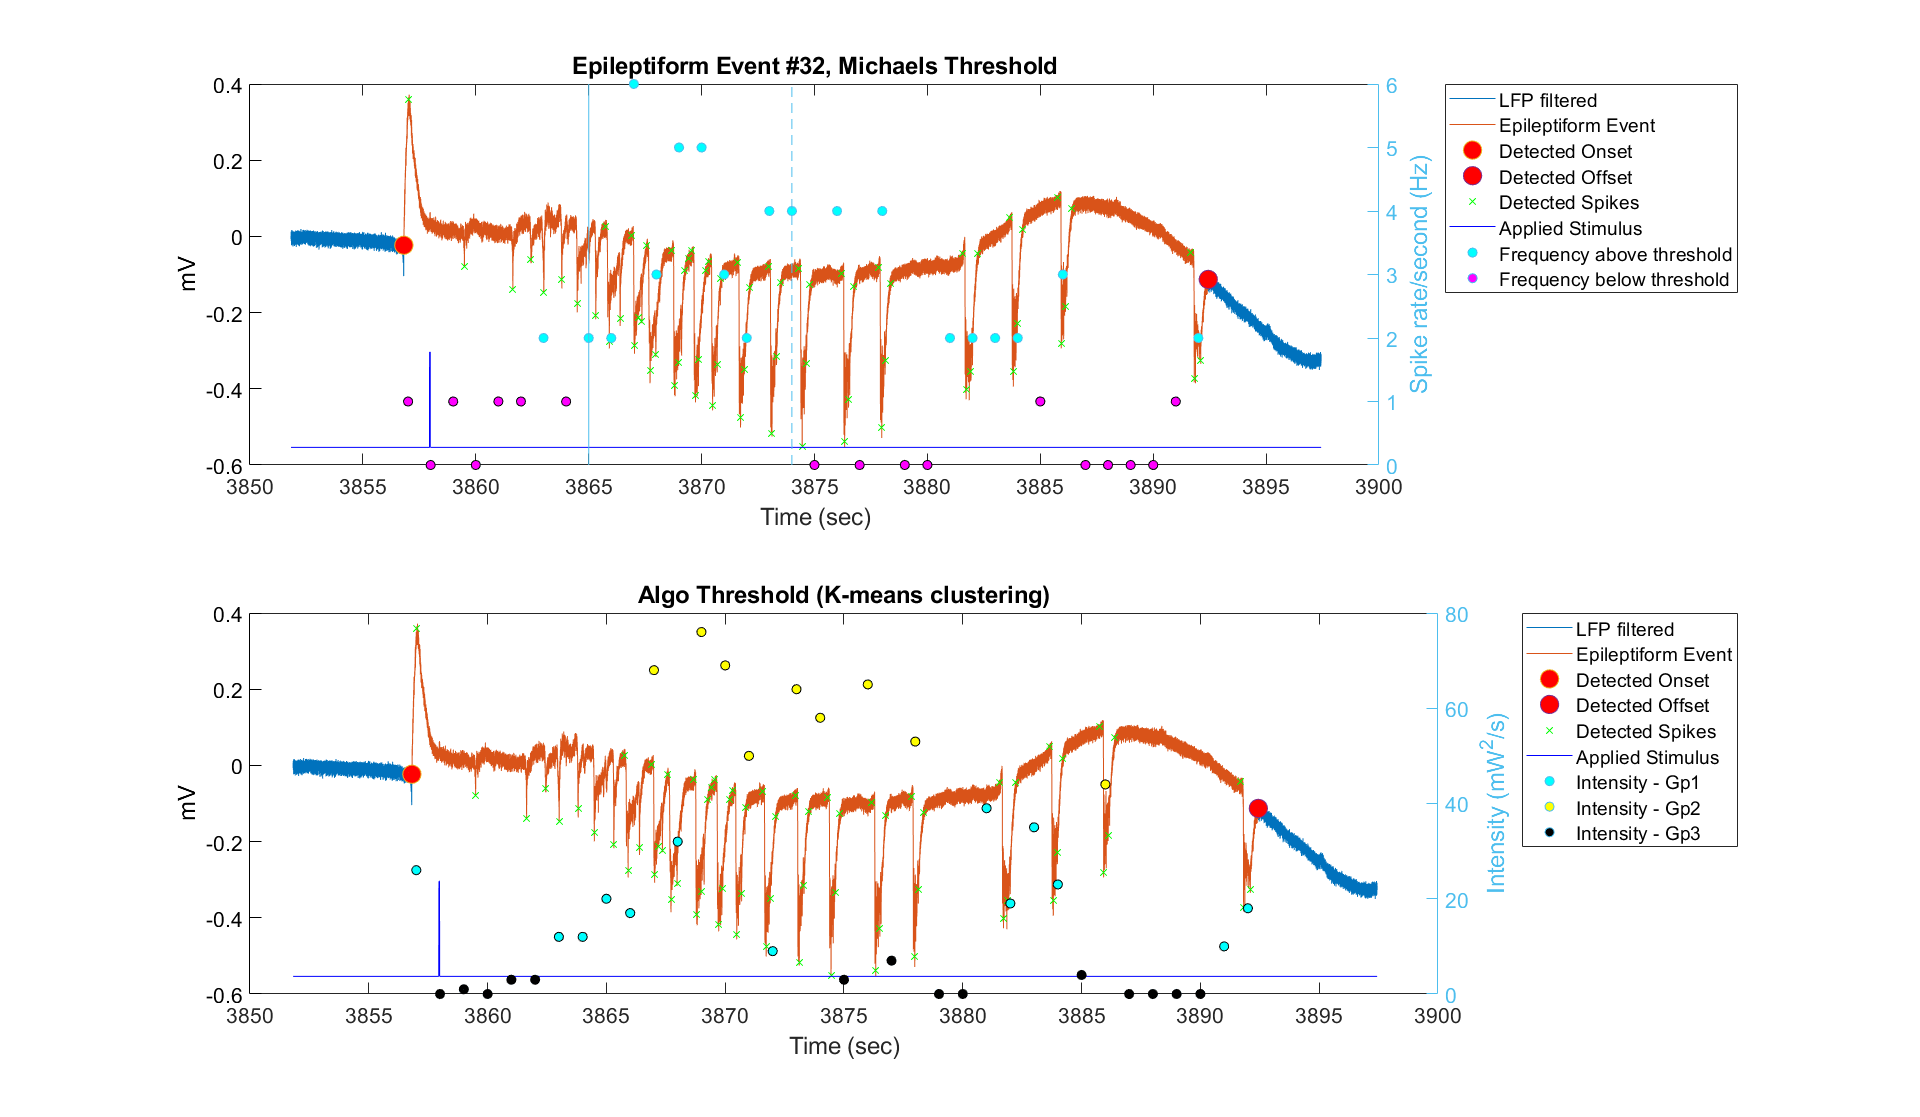 Epileptiform Event #32, Michaels Threshold
0.4
0.2
0
-0.2
-0.4
-0.6
mV
3850 3855 3860 3865 3870 3875 3880 3885 3890 3895 3900
Time (sec)
6
5
4
3
2
1
0
Spike rate/second (Hz)
LFP filtered
Epileptiform Event
Detected Onset
Detected Offset
Detected Spikes
Applied Stimulus
Frequency above threshold
Frequency below threshold
Algo Threshold (K-means clustering)
0.4
0.2
0
-0.2
-0.4
-0.6
mV
3850 3855 3860 3865 3870 3875 3880 3885 3890 3895 3900
Time (sec)
80
60
40
20
0
Intensity (mW²/s)
LFP filtered
Epileptiform Event
Detected Onset
Detected Offset
Detected Spikes
Applied Stimulus
Intensity - Gp1
Intensity - Gp2
Intensity - Gp3